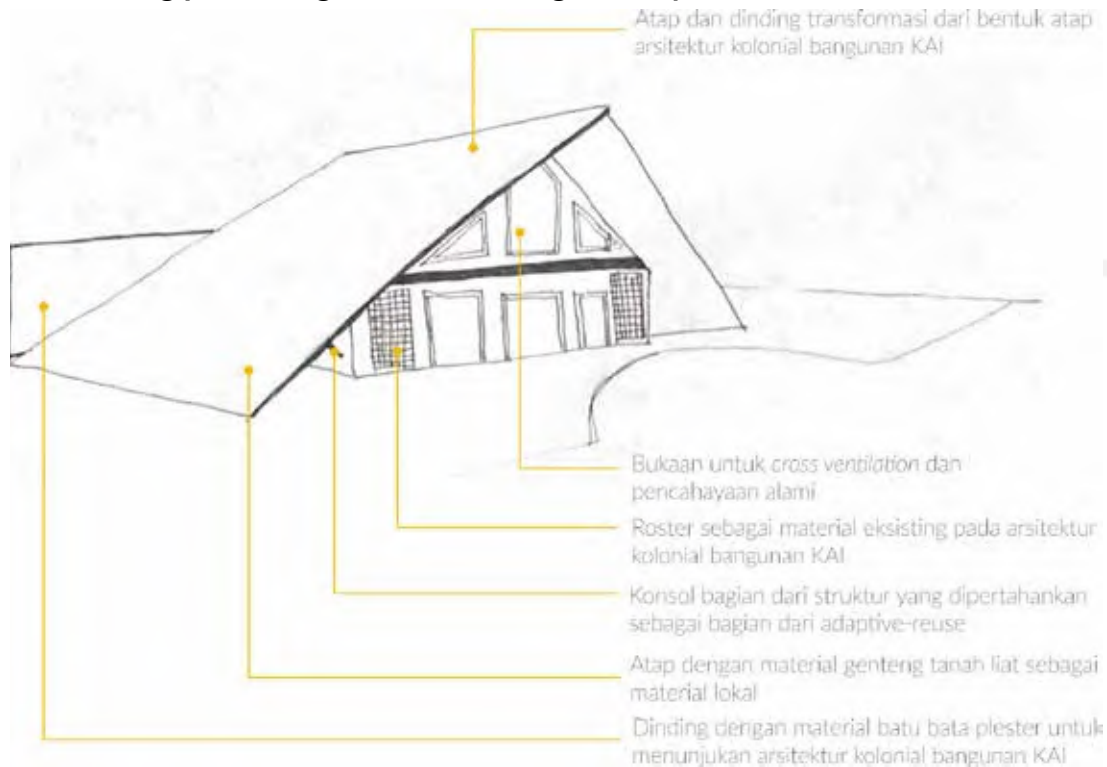 Atap dan dinding transformasi dari bentuk atap
arsitektur kolonial bangunan KAI
Bukaan untuk cross ventilation dan
pencahayaan alami
Roster sebagai material eksisting pada arsitektur
kolonial bangunan KAI
Konsol bagian dari struktur yang dipertahankan
sebagai bagian dari adaptive-reuse
Atap dengan material genteng tanah liat sebagai
material lokal
Dinding dengan material batu bata plester untuk
menunjukan arsitektur kolonial bangunan KAI